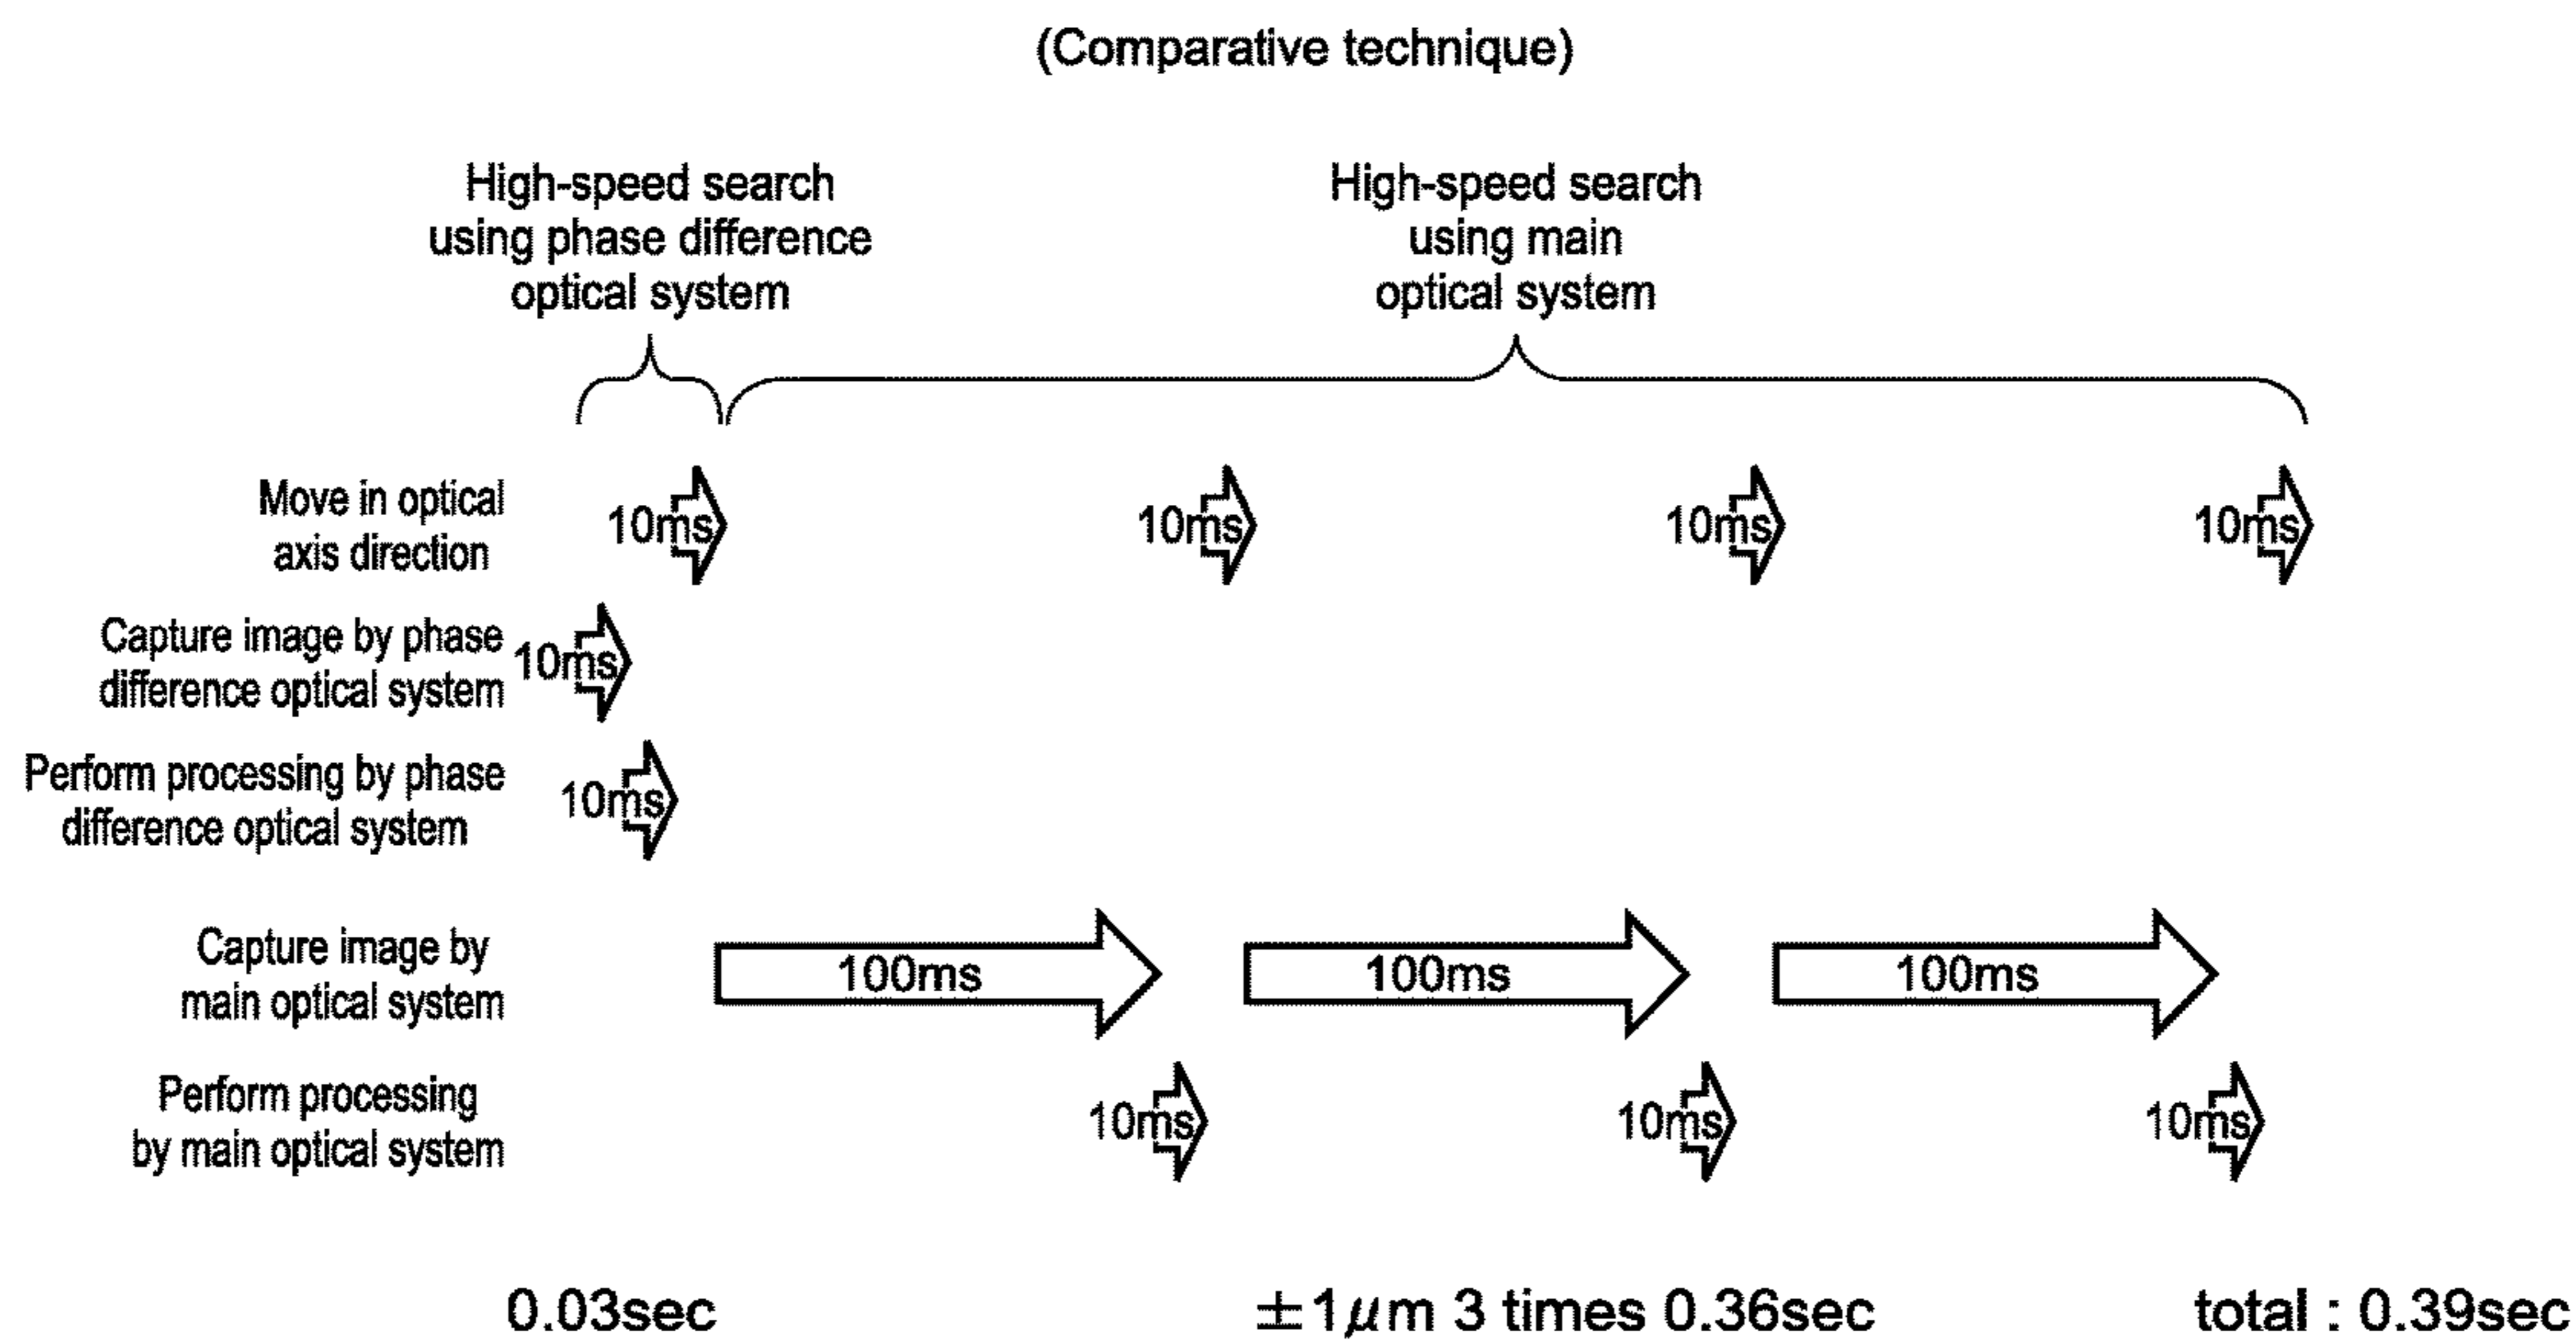 (Comparative technique)
High-speed search
using phase difference
optical system
High-speed search
using main
optical system
Move in optical
axis direction
10ms
10ms
10ms
10ms
Capture image by phase
difference optical system
10ms
Perform processing by phase
difference optical system
10ms
Capture image by
main optical system
100ms
100ms
100ms
Perform processing
by main optical system
10ms
10ms
10ms
0.03sec
±1μm 3 times 0.36sec
total : 0.39sec